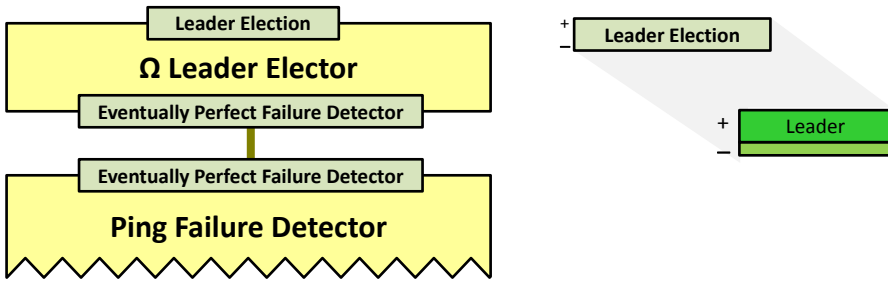 Leader Election
Ω Leader Elector
Eventually Perfect Failure Detector
Eventually Perfect Failure Detector
Ping Failure Detector
+
Leader Election
−
+
Leader
−